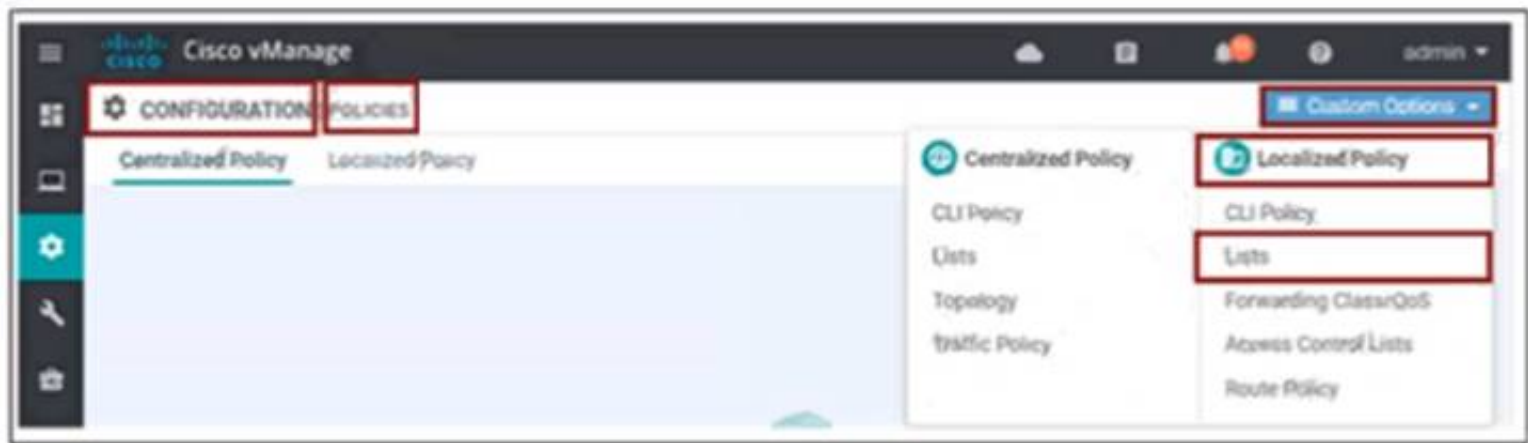 CISCO Cisco vManage admin
CONFIGURATION POLICIES Custom Options
Centralized Policy Localized Policy
Centralized Policy
CLI Policy
Lists
Topology
Traffic Policy
Localized Policy
CLI Policy
Lists
Forwarding Class/QoS
Access Control Lists
Route Policy